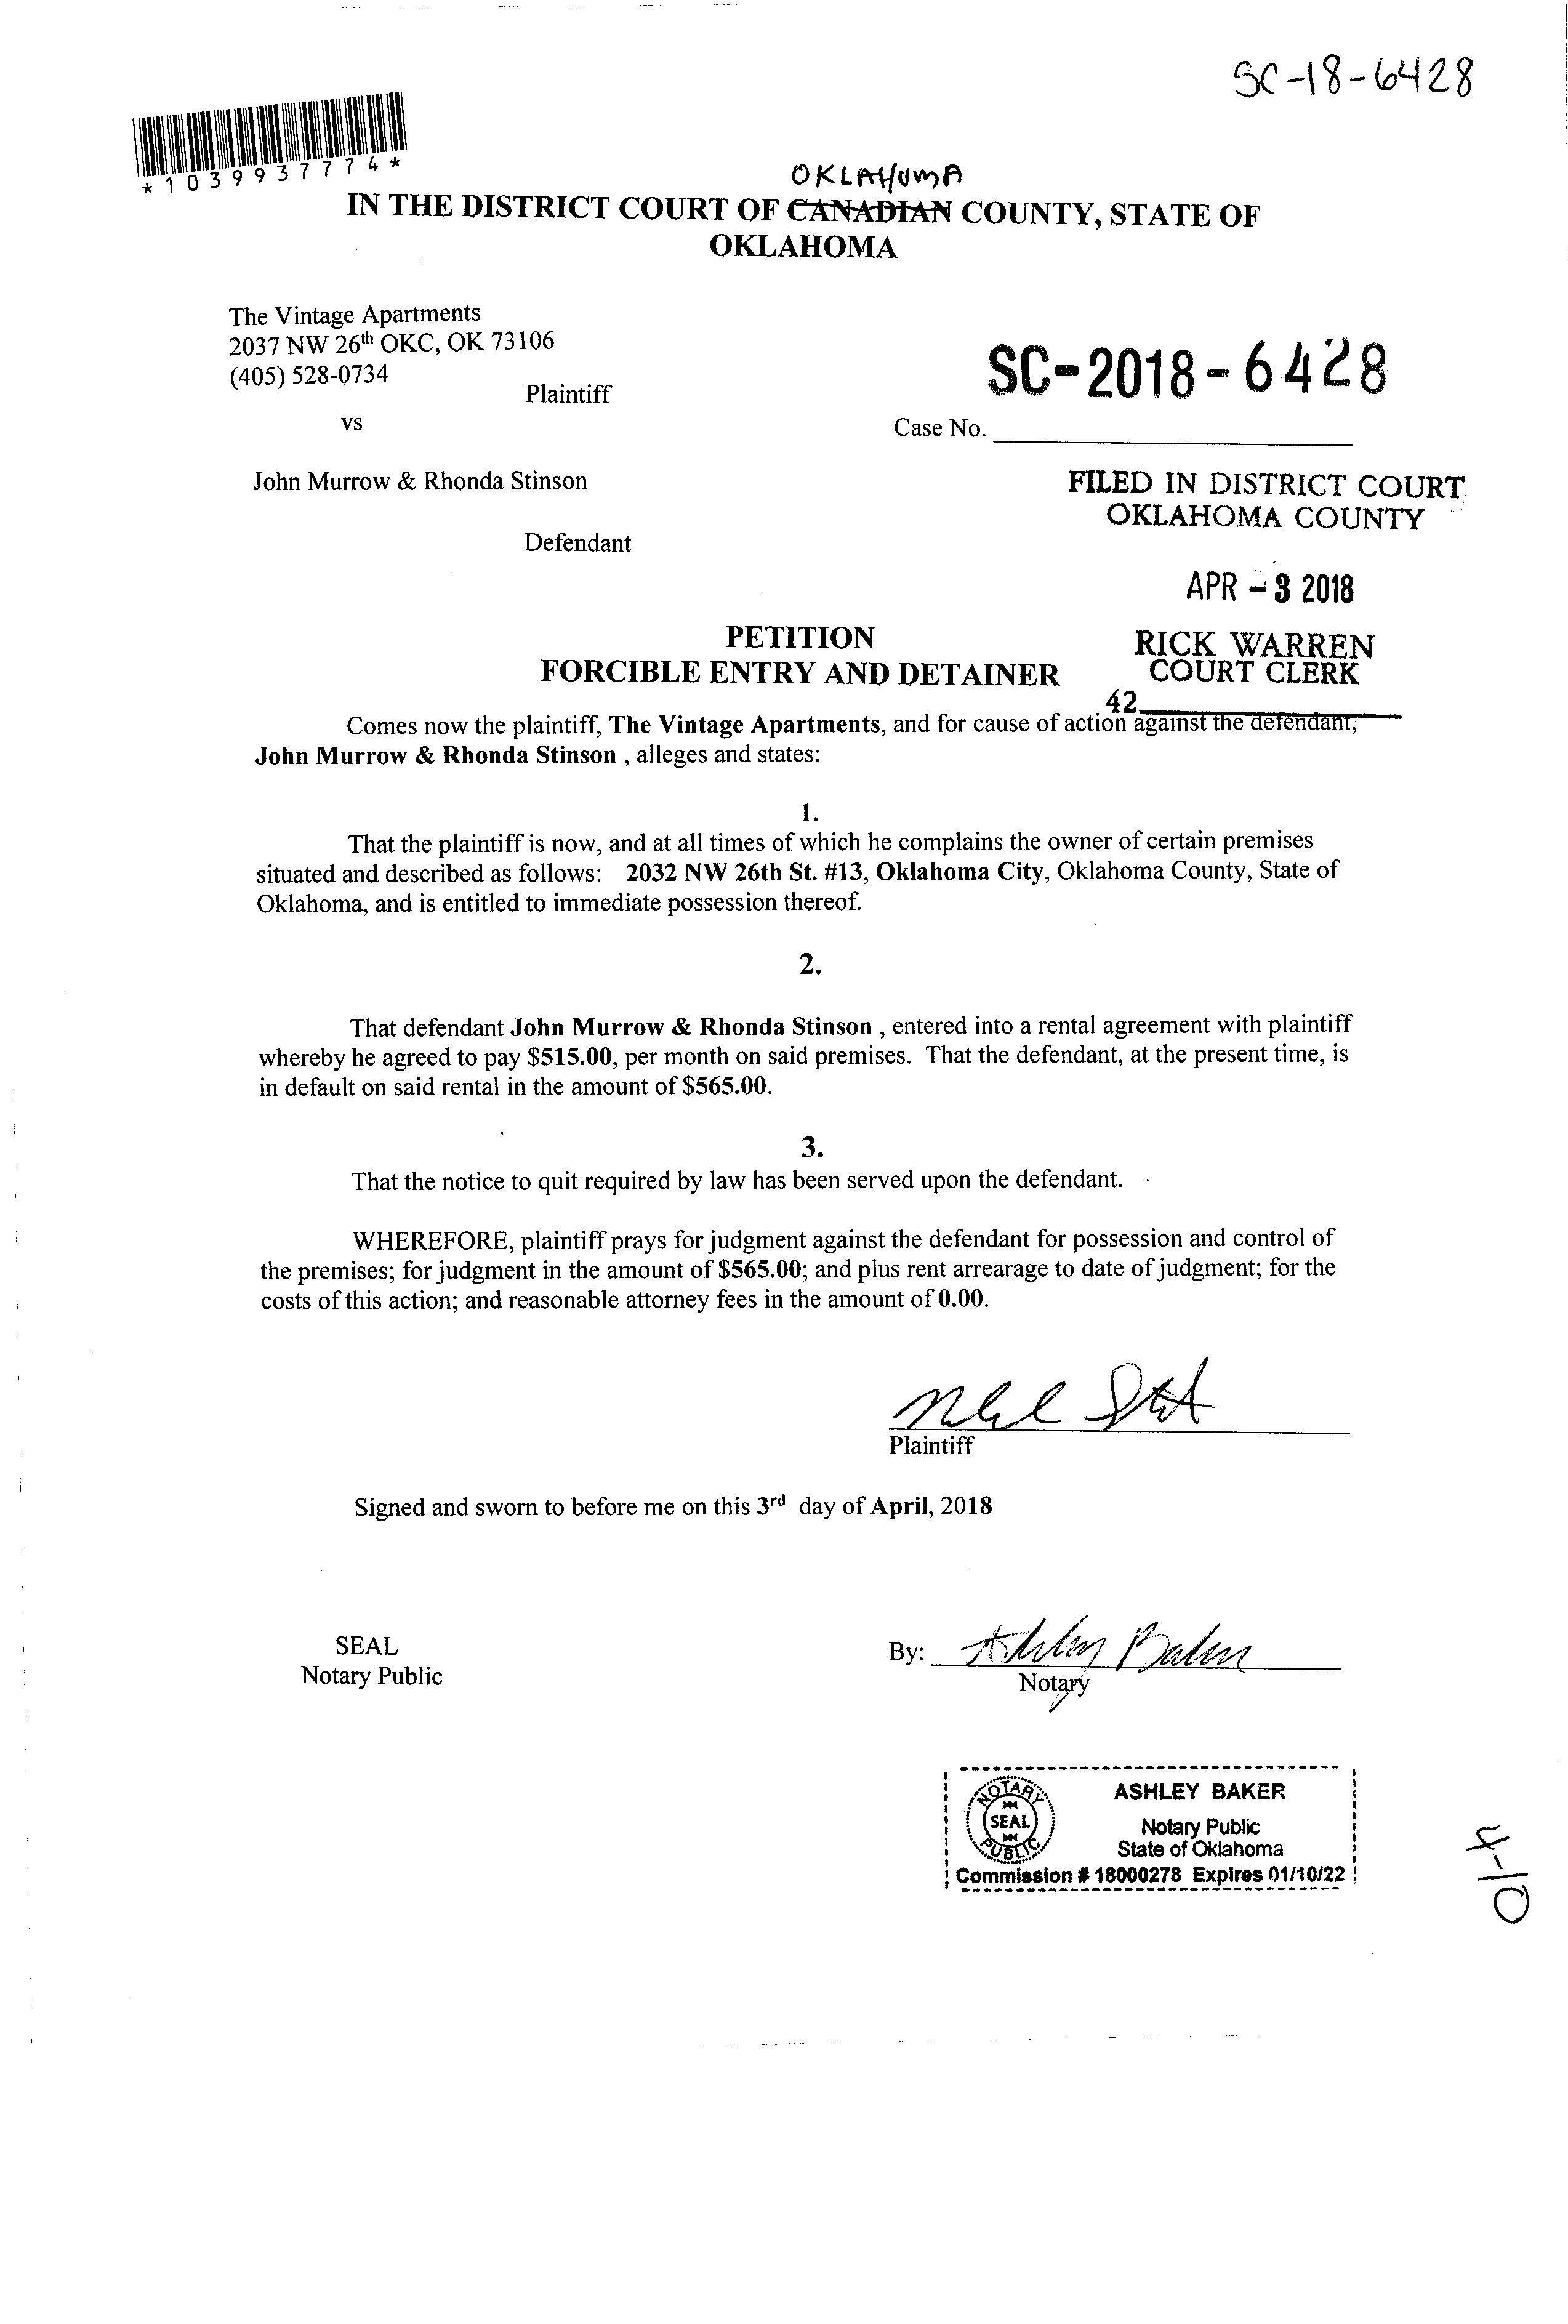 SC-18-6428
*1039937774*
OKLAHOMA
IN THE DISTRICT COURT OF CANADIAN COUNTY, STATE OF
OKLAHOMA
The Vintage Apartments
2037 NW 26th OKC, OK 73106
(405) 528-0734
Plaintiff
SC-2018-6428
vs
Case No.
John Murrow & Rhonda Stinson
FILED IN DISTRICT COURT
OKLAHOMA COUNTY
Defendant
APR - 3 2018
PETITION
RICK WARREN
FORCIBLE ENTRY AND DETAINER
COURT CLERK
42
Comes now the plaintiff, The Vintage Apartments, and for cause of action against the defendant,
John Murrow & Rhonda Stinson , alleges and states:
1.
That the plaintiff is now, and at all times of which he complains the owner of certain premises
situated and described as follows: 2032 NW 26th St. #13, Oklahoma City, Oklahoma County, State of
Oklahoma, and is entitled to immediate possession thereof.
2.
That defendant John Murrow & Rhonda Stinson , entered into a rental agreement with plaintiff
whereby he agreed to pay $515.00, per month on said premises. That the defendant, at the present time, is
in default on said rental in the amount of $565.00.
3.
That the notice to quit required by law has been served upon the defendant.
WHEREFORE, plaintiff prays for judgment against the defendant for possession and control of
the premises; for judgment in the amount of $565.00; and plus rent arrearage to date of judgment; for the
costs of this action; and reasonable attorney fees in the amount of 0.00.
Plaintiff
Signed and sworn to before me on this 3rd day of April, 2018
SEAL
Notary Public
By: Ashley Baker
Notary
NOTARY
SEAL
PUBLIC
ASHLEY BAKER
Notary Public
State of Oklahoma
Commission # 18000278 Expires 01/10/22
4-10